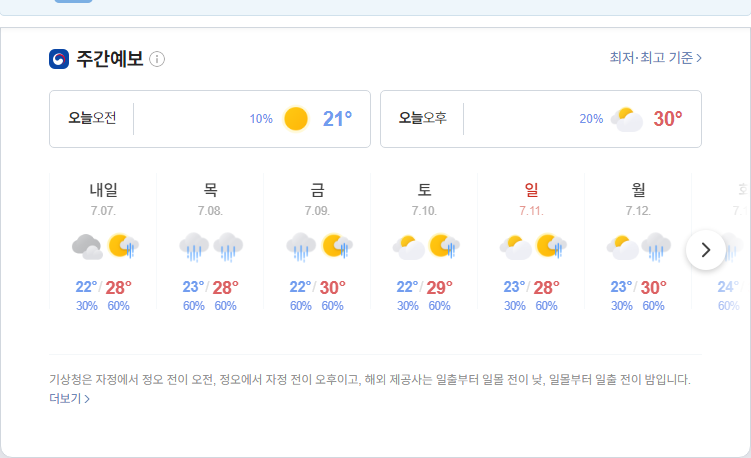 주간예보
최저·최고 기준
오늘오전 10% 21°
오늘오후 20% 30°
내일 목 금 토 일 월
7.07. 7.08. 7.09. 7.10. 7.11. 7.12. 7.
22°/28° 23°/28° 22°/30° 22°/29° 23°/28° 23°/30° 24°
30% 60% 60% 60% 60% 60% 30% 60% 30% 60% 30% 60% 60%
기상청은 자정에서 정오 전이 오전, 정오에서 자정 전이 오후이고, 해외 제공사는 일출부터 일몰 전이 낮, 일몰부터 일출 전이 밤입니다.
더보기